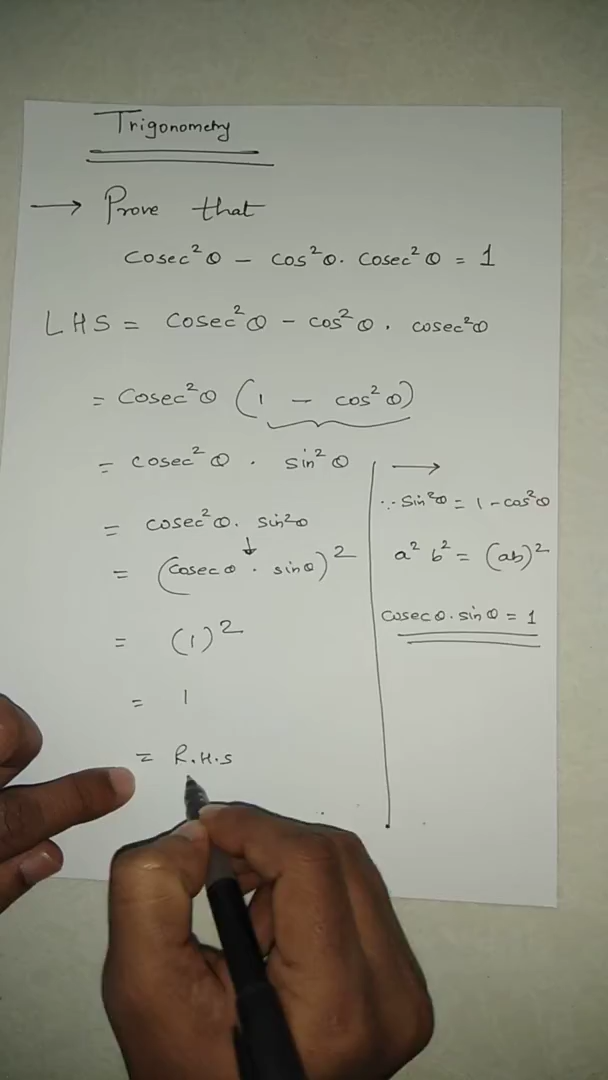 Trigonometry
→ Prove that
Cosec²θ - cos²θ. Cosec²θ = 1
LHS = Cosec²θ - cos²θ . cosec²θ
= Cosec²θ (1 - cos²θ)
= cosec²θ . sin²θ
= cosec²θ. sin²θ
= (cosecθ . sinθ)²
= (1)²
= 1
= R.H.S
→
∵ Sin²θ = 1 - cos²θ
a² b² = (ab)²
cosecθ. sinθ = 1